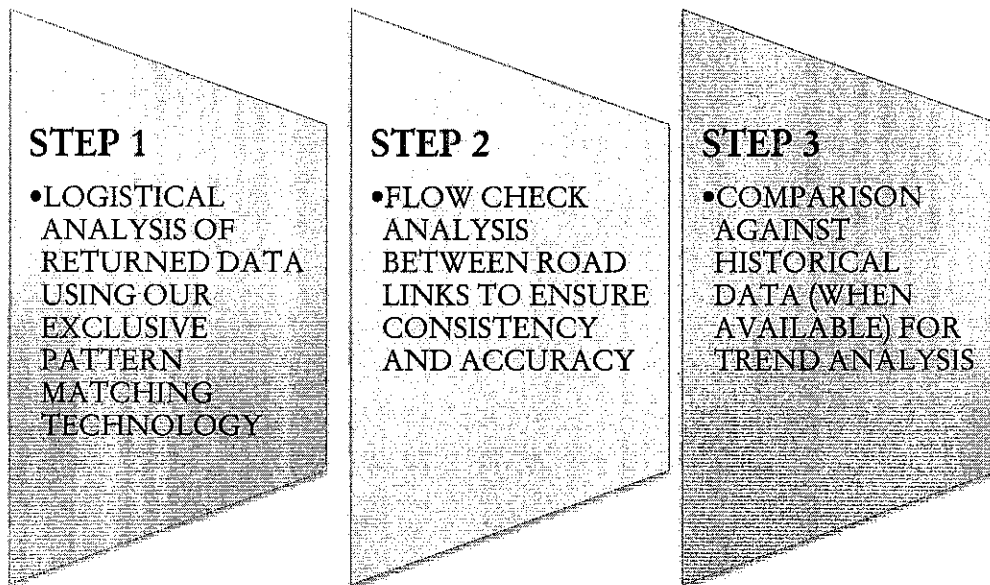 STEP 1
•LOGISTICAL
ANALYSIS OF
RETURNED DATA
USING OUR
EXCLUSIVE
PATTERN
MATCHING
TECHNOLOGY
STEP 2
•FLOW CHECK
ANALYSIS
BETWEEN ROAD
LINKS TO ENSURE
CONSISTENCY
AND ACCURACY
STEP 3
•COMPARISON
AGAINST
HISTORICAL
DATA (WHEN
AVAILABLE) FOR
TREND ANALYSIS